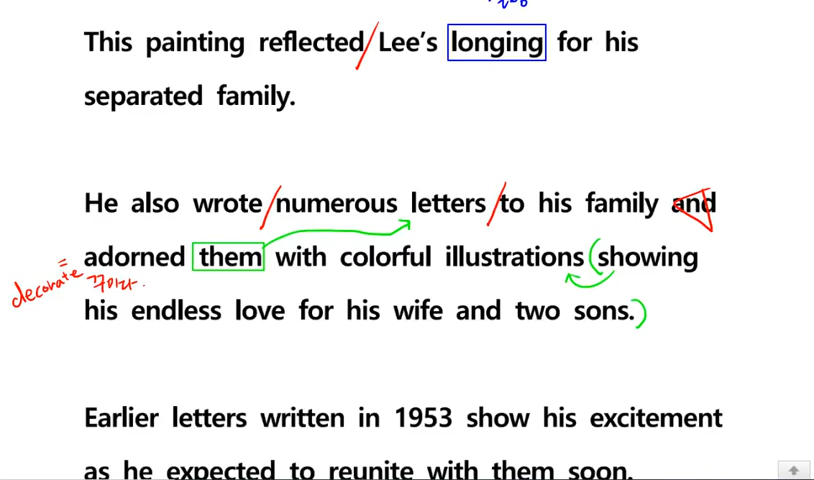 This painting reflected/ Lee's longing for his
separated family.
He also wrote/ numerous letters/ to his family and
adorned them with colorful illustrations (showing
= decorate 꾸미다.
his endless love for his wife and two sons.)
Earlier letters written in 1953 show his excitement
as he expected to reunite with them soon.